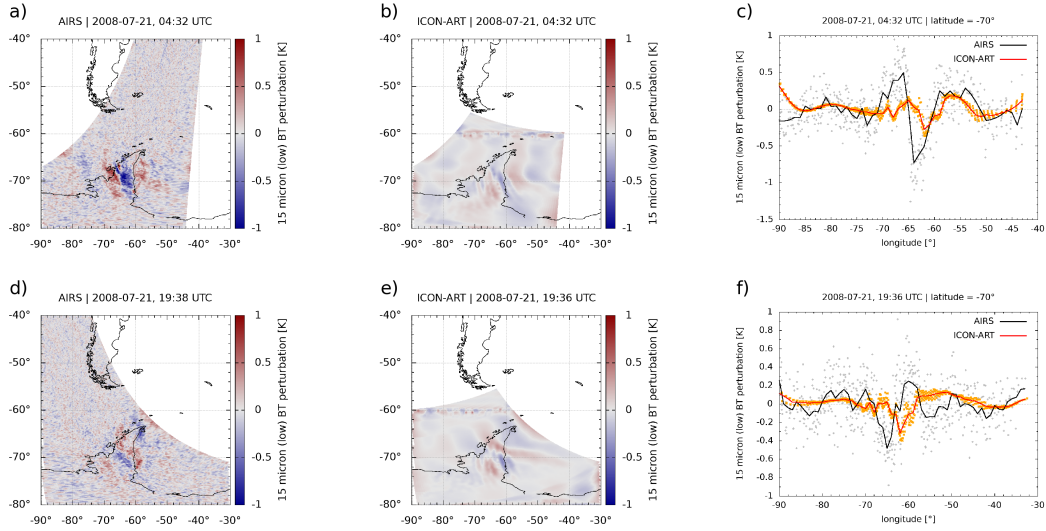 a)
AIRS | 2008-07-21, 04:32 UTC
-40°
-50°
-60°
-70°
-80°
-90° -80° -70° -60° -50° -40° -30°
1
0.5
0
-0.5
-1
15 micron (low) BT perturbation [K]
b)
ICON-ART | 2008-07-21, 04:32 UTC
-40°
-50°
-60°
-70°
-80°
-90° -80° -70° -60° -50° -40° -30°
1
0.5
0
-0.5
-1
15 micron (low) BT perturbation [K]
c)
2008-07-21, 04:32 UTC | latitude = -70°
AIRS
ICON-ART
15 micron (low) BT perturbation [K]
1
0.5
0
-0.5
-1
-1.5
-90 -85 -80 -75 -70 -65 -60 -55 -50 -45 -40
longitude [°]
d)
AIRS | 2008-07-21, 19:38 UTC
-40°
-50°
-60°
-70°
-80°
-90° -80° -70° -60° -50° -40° -30°
1
0.5
0
-0.5
-1
15 micron (low) BT perturbation [K]
e)
ICON-ART | 2008-07-21, 19:36 UTC
-40°
-50°
-60°
-70°
-80°
-90° -80° -70° -60° -50° -40° -30°
1
0.5
0
-0.5
-1
15 micron (low) BT perturbation [K]
f)
2008-07-21, 19:36 UTC | latitude = -70°
AIRS
ICON-ART
15 micron (low) BT perturbation [K]
1
0.8
0.6
0.4
0.2
0
-0.2
-0.4
-0.6
-0.8
-1
-90 -80 -70 -60 -50 -40 -30
longitude [°]